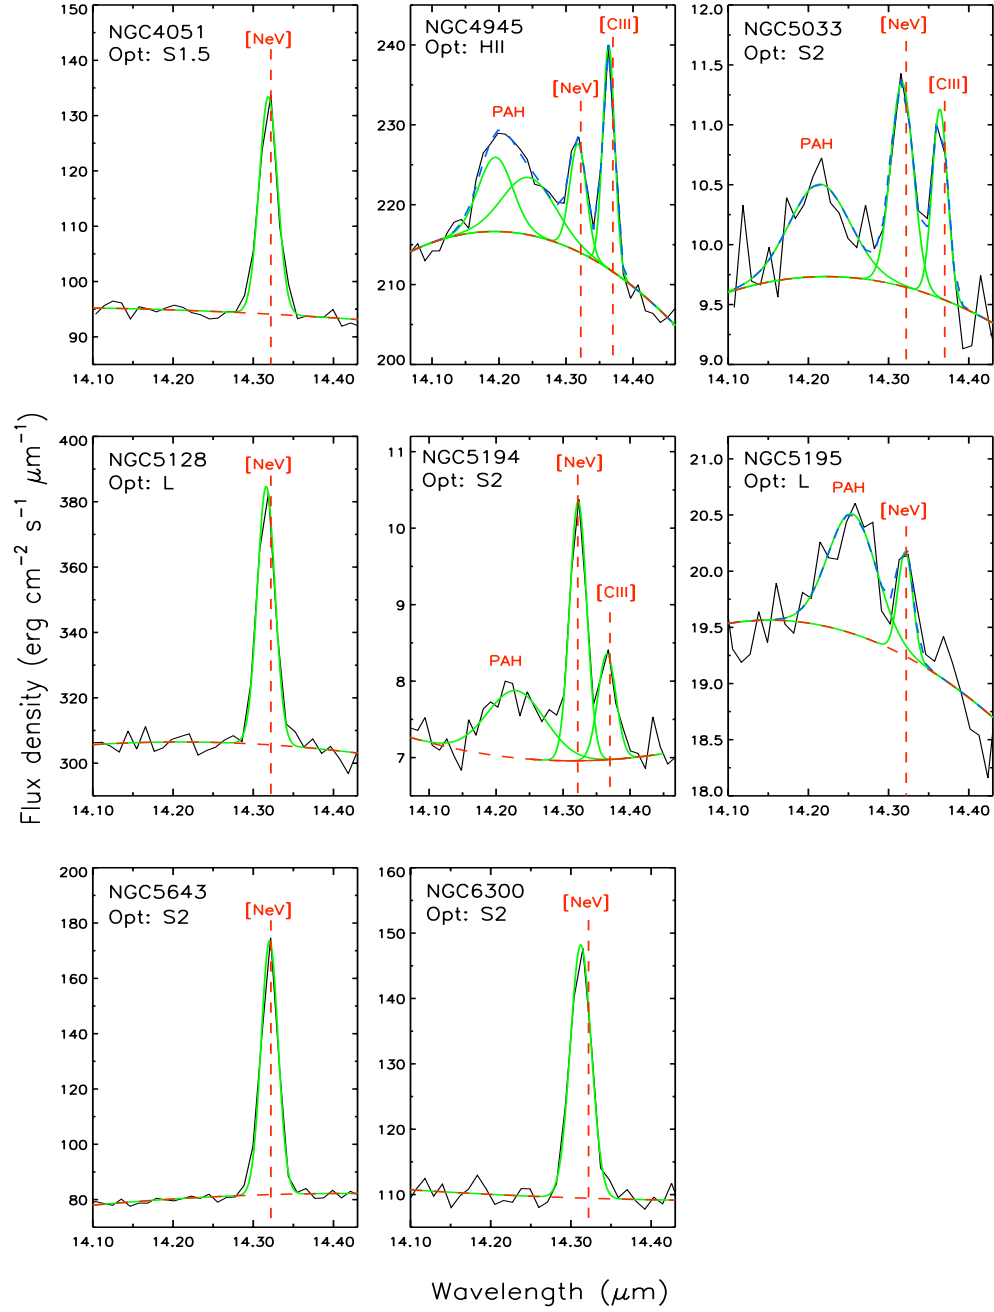 NGC4051
Opt: S1.5
[NeV]
150
140
130
120
110
100
95
90
85
14.10 14.20 14.30 14.40
NGC4945
Opt: HII
[CIII]
[NeV]
PAH
240
230
220
210
200
14.10 14.20 14.30 14.40
NGC5033
Opt: S2
[NeV]
[CIII]
PAH
11.5
11.0
10.5
10.0
9.5
9.0
14.10 14.20 14.30 14.40
Flux density (erg cm−2 s−1 μm−1)
NGC5128
Opt: L
[NeV]
400
380
360
340
320
300
14.10 14.20 14.30 14.40
NGC5194
Opt: S2
[NeV]
[CIII]
PAH
11
10
9
8
7
14.10 14.20 14.30 14.40
NGC5195
Opt: L
PAH
[NeV]
21.0
20.5
20.0
19.5
19.0
18.5
18.0
14.10 14.20 14.30 14.40
NGC5643
Opt: S2
[NeV]
200
180
160
140
120
100
80
14.10 14.20 14.30 14.40
NGC6300
Opt: S2
[NeV]
160
150
140
130
120
110
14.10 14.20 14.30 14.40
Wavelength (μm)